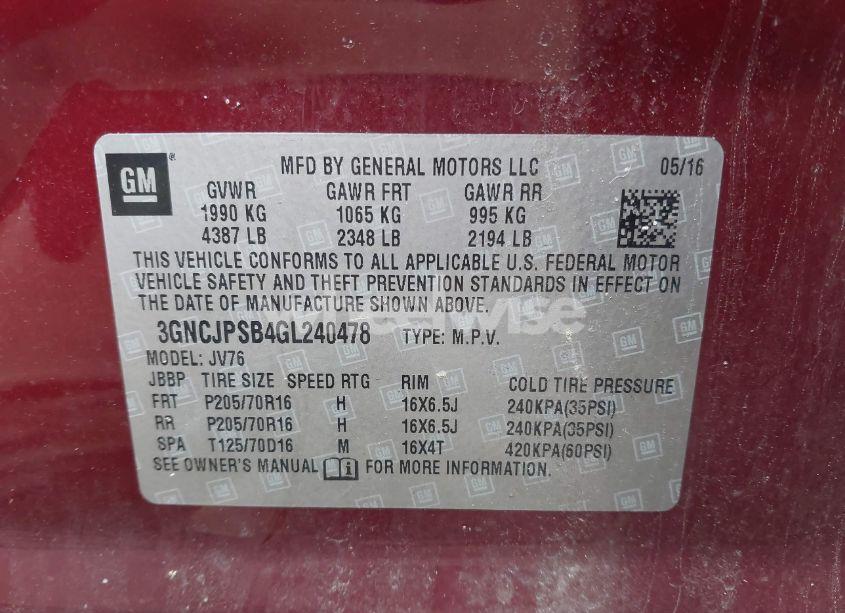 GM
MFD BY GENERAL MOTORS LLC 05/16
GVWR GAWR FRT GAWR RR
1990 KG 1065 KG 995 KG
4387 LB 2348 LB 2194 LB
THIS VEHICLE CONFORMS TO ALL APPLICABLE U.S. FEDERAL MOTOR
VEHICLE SAFETY AND THEFT PREVENTION STANDARDS IN EFFECT ON
THE DATE OF MANUFACTURE SHOWN ABOVE.
3GNCJPSB4GL240478 TYPE: M.P.V.
MODEL: JV76
JBBP TIRE SIZE SPEED RTG RIM COLD TIRE PRESSURE
FRT P205/70R16 H 16X6.5J 240KPA(35PSI)
RR P205/70R16 H 16X6.5J 240KPA(35PSI)
SPA T125/70D16 M 16X4T 420KPA(60PSI)
SEE OWNER'S MANUAL FOR MORE INFORMATION